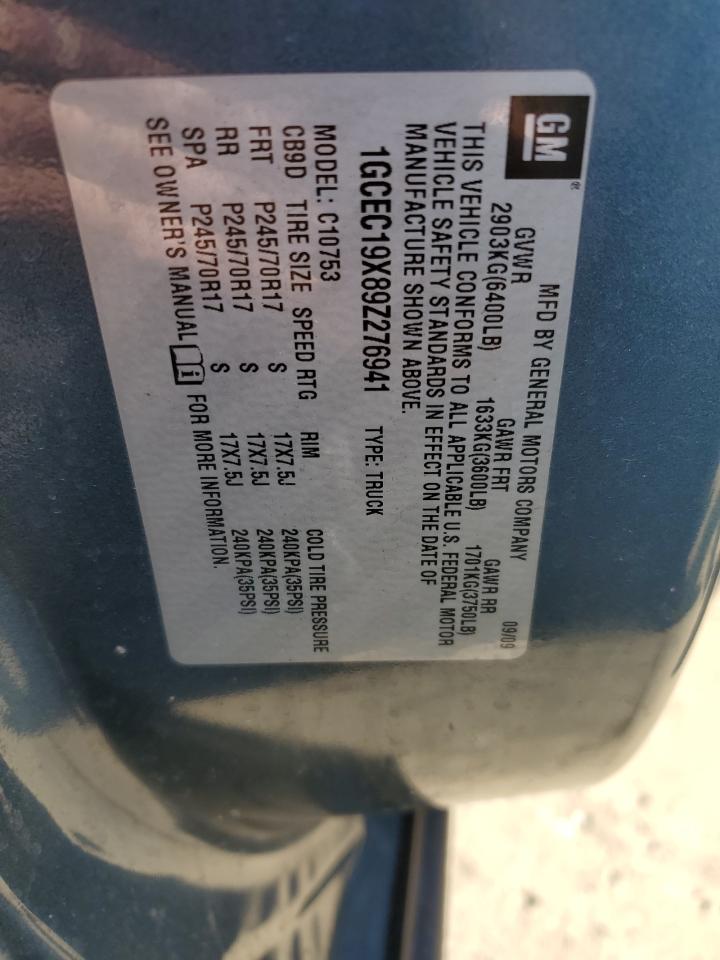 GM®
MFD BY GENERAL MOTORS COMPANY 09/09
GVWR GAWR FRT GAWR RR
2903KG(6400LB) 1633KG(3600LB) 1701KG(3750LB)
THIS VEHICLE CONFORMS TO ALL APPLICABLE U.S. FEDERAL MOTOR
VEHICLE SAFETY STANDARDS IN EFFECT ON THE DATE OF
MANUFACTURE SHOWN ABOVE.
1GCEC19X89Z276941 TYPE: TRUCK
MODEL: C10753
CB9D TIRE SIZE SPEED RTG RIM COLD TIRE PRESSURE
FRT P245/70R17 S 17X7.5J 240KPA(35PSI)
RR P245/70R17 S 17X7.5J 240KPA(35PSI)
SPA P245/70R17 S 17X7.5J 240KPA(35PSI)
SEE OWNER'S MANUAL i FOR MORE INFORMATION.